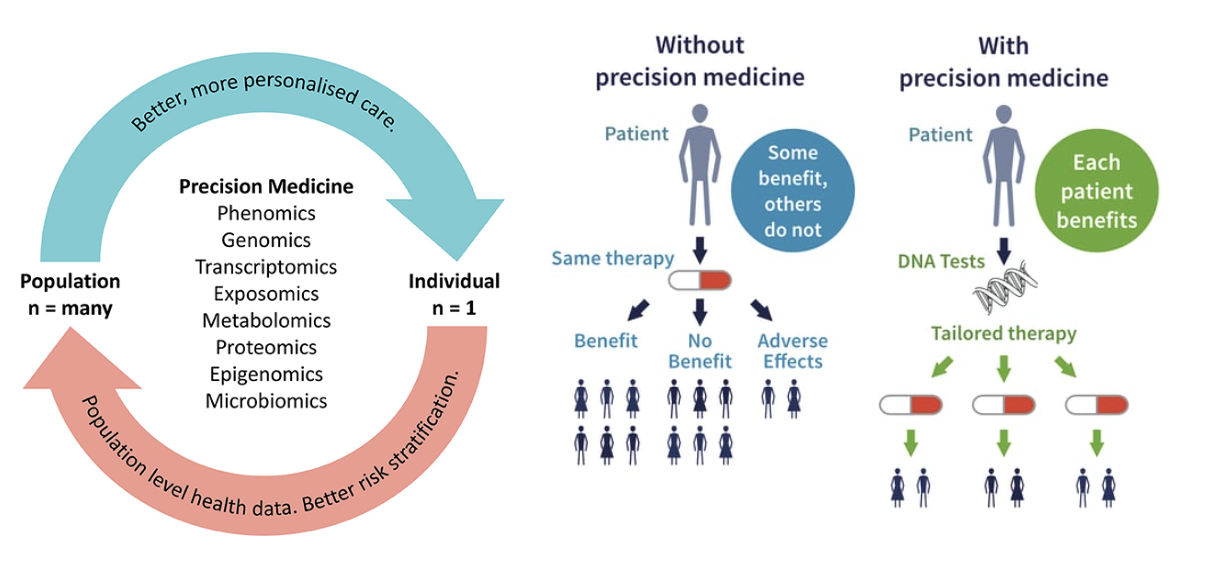 Better, more personalised care.
Precision Medicine
Phenomics
Genomics
Transcriptomics
Exposomics
Metabolomics
Proteomics
Epigenomics
Microbiomics
Population
n = many
Individual
n = 1
Population level health data. Better risk stratification.
Without
precision medicine
Patient
Some
benefit,
others
do not
Same therapy
Benefit
No
Benefit
Adverse
Effects
With
precision medicine
Patient
Each
patient
benefits
DNA Tests
Tailored therapy